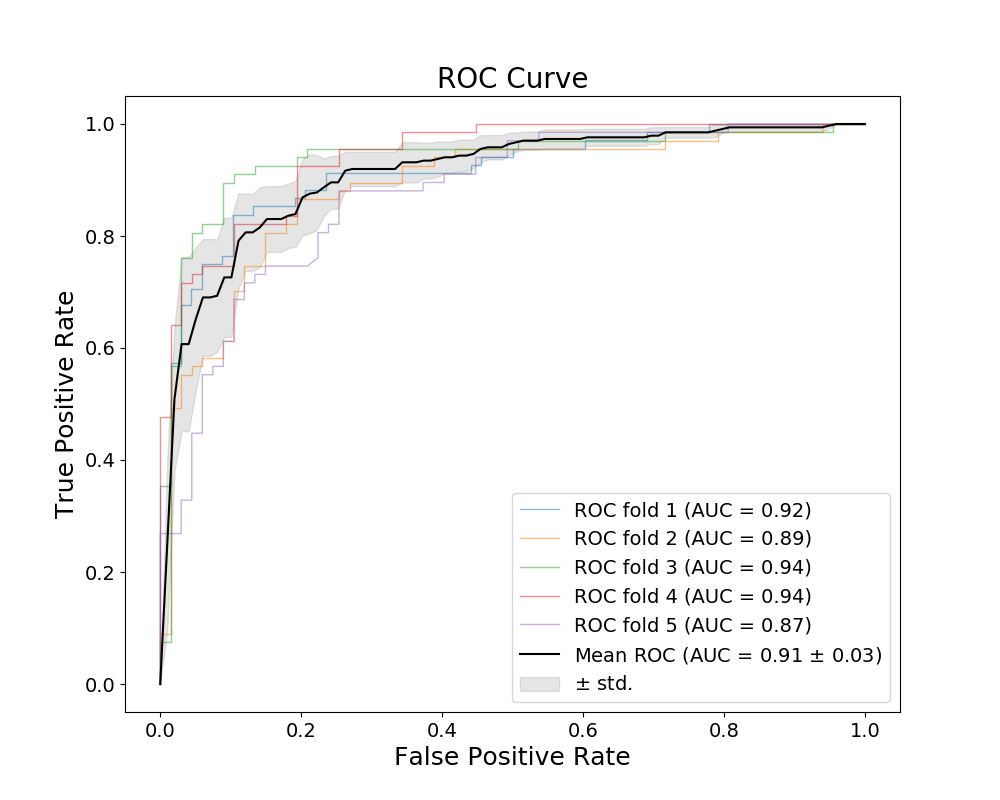 ROC Curve
1.0
0.8
0.6
0.4
0.2
0.0
True Positive Rate
ROC fold 1 (AUC = 0.92)
ROC fold 2 (AUC = 0.89)
ROC fold 3 (AUC = 0.94)
ROC fold 4 (AUC = 0.94)
ROC fold 5 (AUC = 0.87)
Mean ROC (AUC = 0.91 ± 0.03)
± std.
0.0 0.2 0.4 0.6 0.8 1.0
False Positive Rate